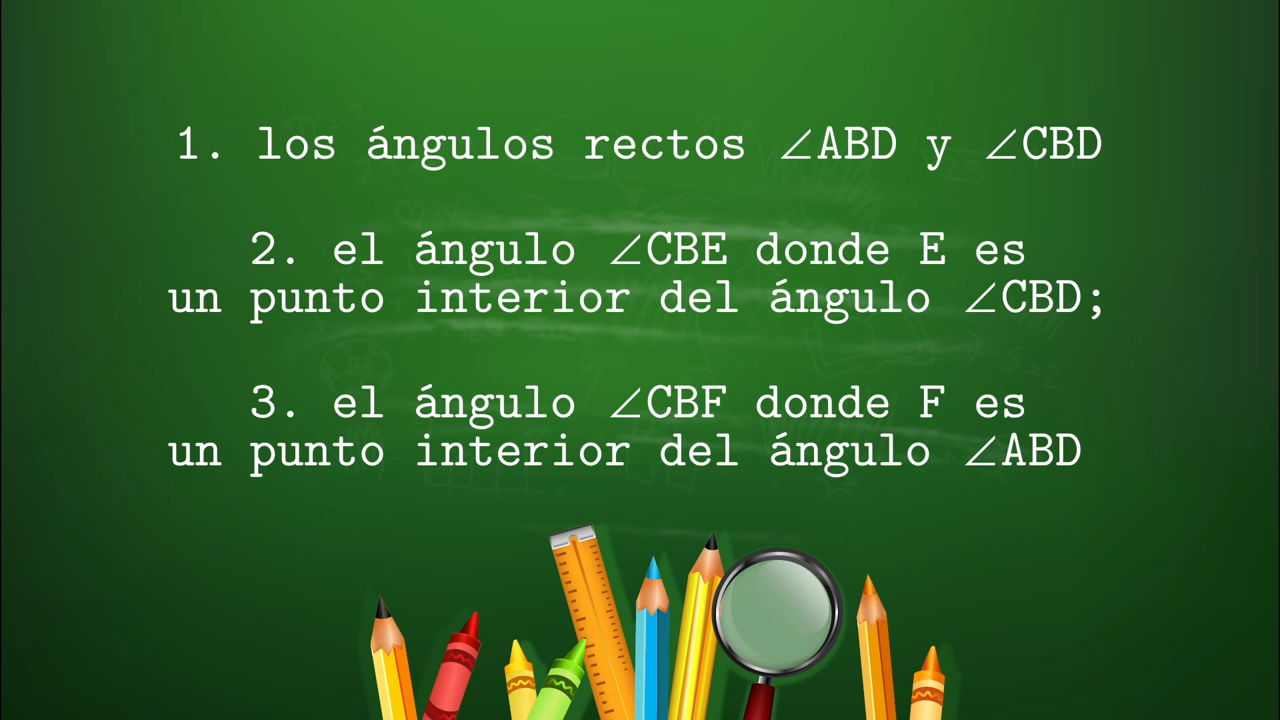 1. los ángulos rectos ∠ABD y ∠CBD
2. el ángulo ∠CBE donde E es
un punto interior del ángulo ∠CBD;
3. el ángulo ∠CBF donde F es
un punto interior del ángulo ∠ABD